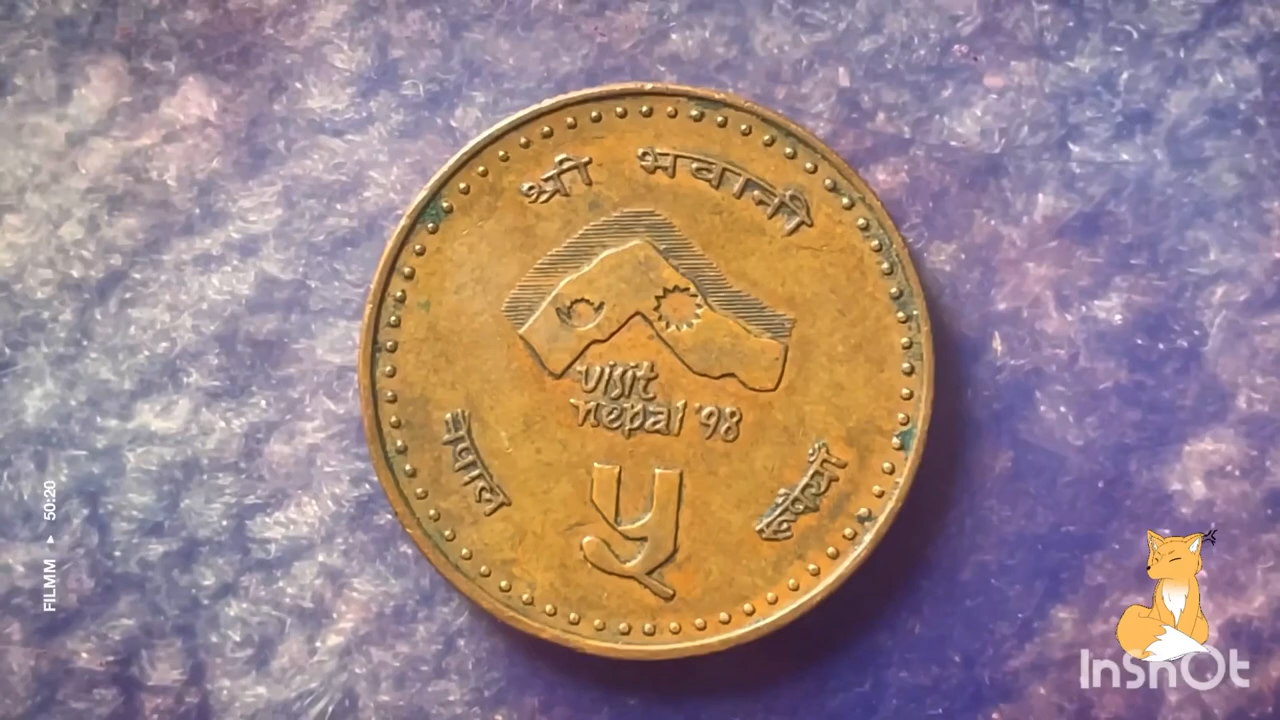 श्री भवानी
visit
nepal '98
नेपाल
५
रूपैयाँ
FILMM ▶ 50:20
InShOt